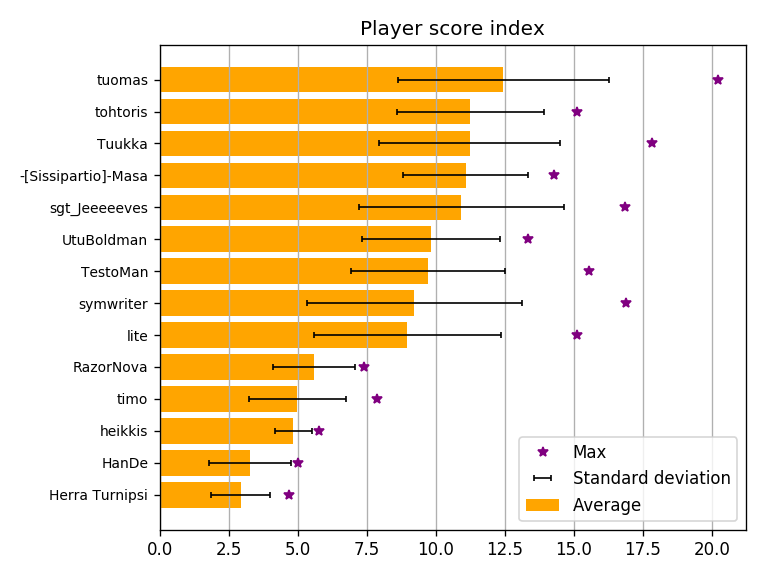 Player score index
tuomas
tohtoris
Tuukka
-[Sissipartio]-Masa
sgt_Jeeeeeves
UtuBoldman
TestoMan
symwriter
lite
RazorNova
timo
heikkis
HanDe
Herra Turnipsi
Max
Standard deviation
Average
0.0 2.5 5.0 7.5 10.0 12.5 15.0 17.5 20.0